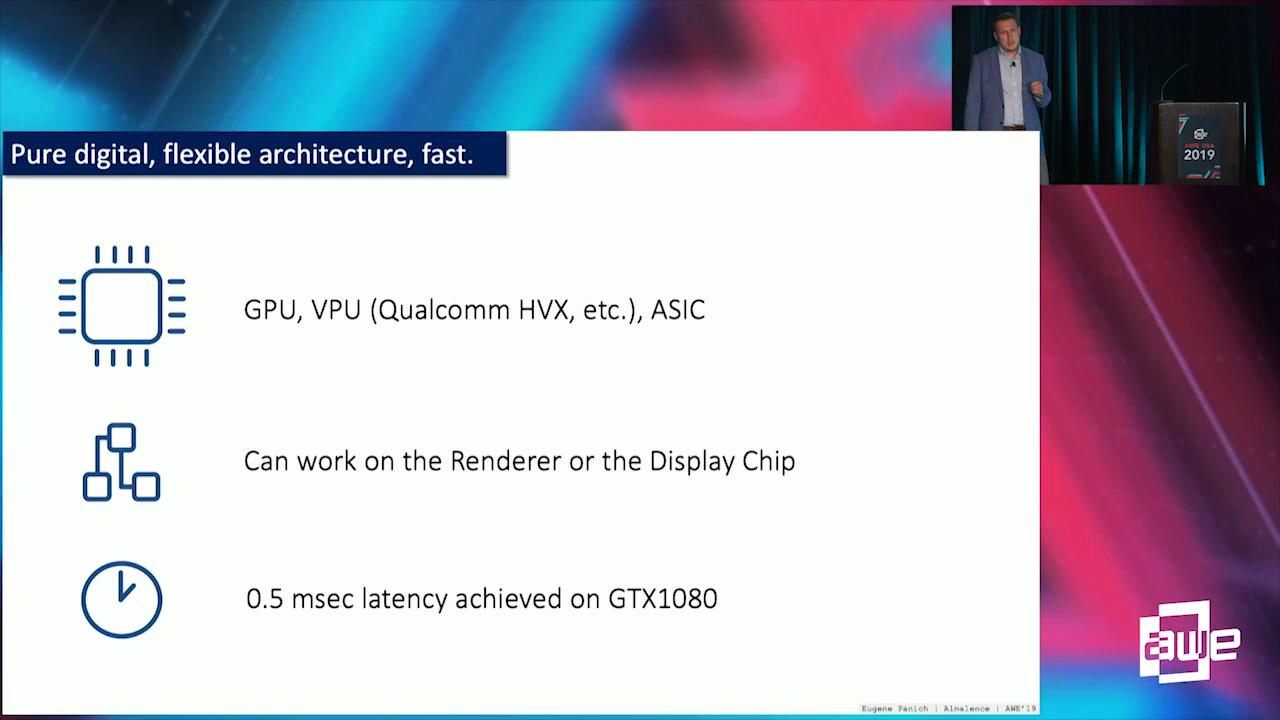 Pure digital, flexible architecture, fast.
AWE USA
2019
GPU, VPU (Qualcomm HVX, etc.), ASIC
Can work on the Renderer or the Display Chip
0.5 msec latency achieved on GTX1080
awe
Eugene Panich | Almalence | AWE'19